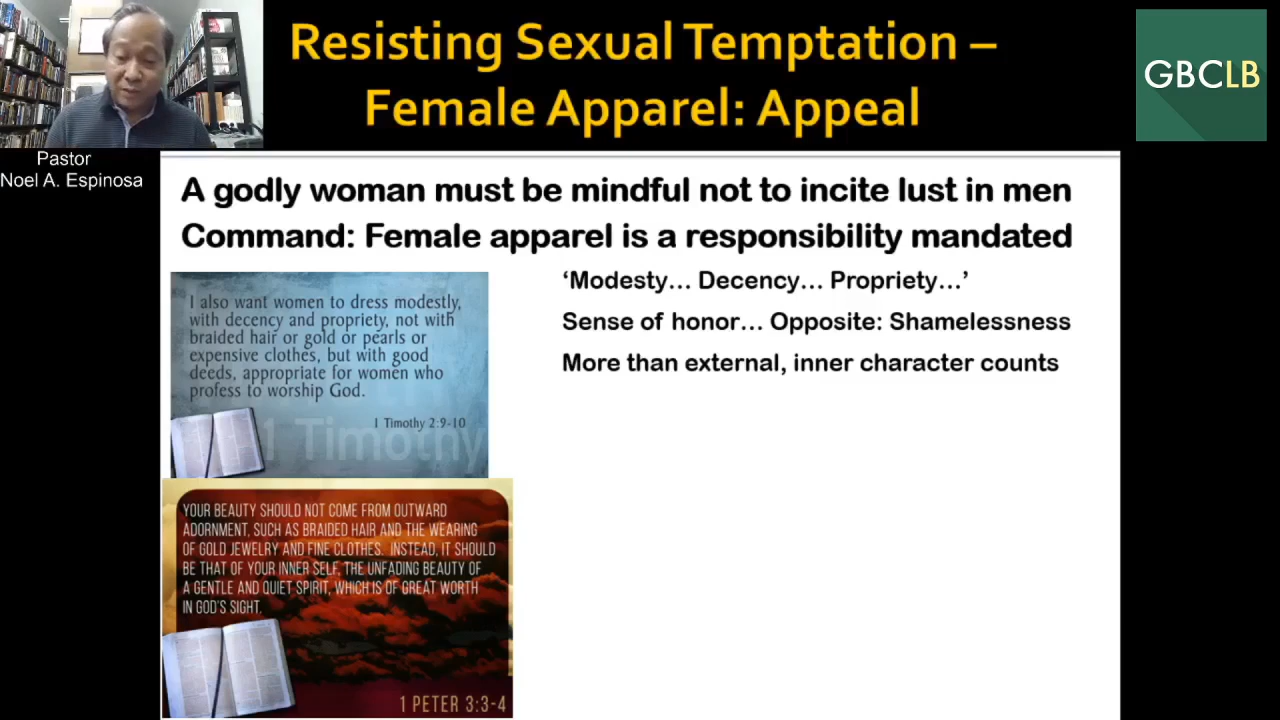 Resisting Sexual Temptation –
Female Apparel: Appeal
GBCLB
Pastor
Noel A. Espinosa
A godly woman must be mindful not to incite lust in men
Command: Female apparel is a responsibility mandated
‘Modesty… Decency… Propriety…’
Sense of honor… Opposite: Shamelessness
More than external, inner character counts
I also want women to dress modestly,
with decency and propriety, not with
braided hair or gold or pearls or
expensive clothes, but with good
deeds, appropriate for women who
profess to worship God.
1 Timothy 2:9-10
1 Timothy
YOUR BEAUTY SHOULD NOT COME FROM OUTWARD
ADORNMENT, SUCH AS BRAIDED HAIR AND THE WEARING
OF GOLD JEWELRY AND FINE CLOTHES. INSTEAD, IT SHOULD
BE THAT OF YOUR INNER SELF, THE UNFADING BEAUTY OF
A GENTLE AND QUIET SPIRIT, WHICH IS OF GREAT WORTH
IN GOD'S SIGHT.
1 PETER 3:3-4